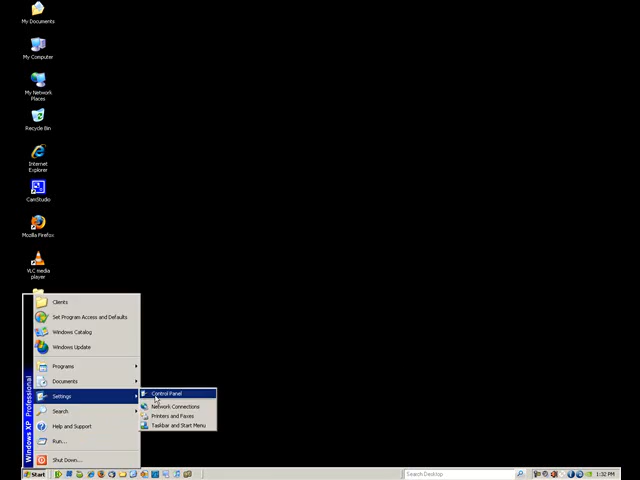 My Documents
My Computer
My Network
Places
Recycle Bin
Internet
Explorer
CamStudio
Mozilla Firefox
VLC media
player
Clients
Set Program Access and Defaults
Windows Catalog
Windows Update
Programs
Documents
Settings
Search
Help and Support
Run...
Shut Down...
Windows XP Professional
Control Panel
Network Connections
Printers and Faxes
Taskbar and Start Menu
Start
Search Desktop
1:32 PM